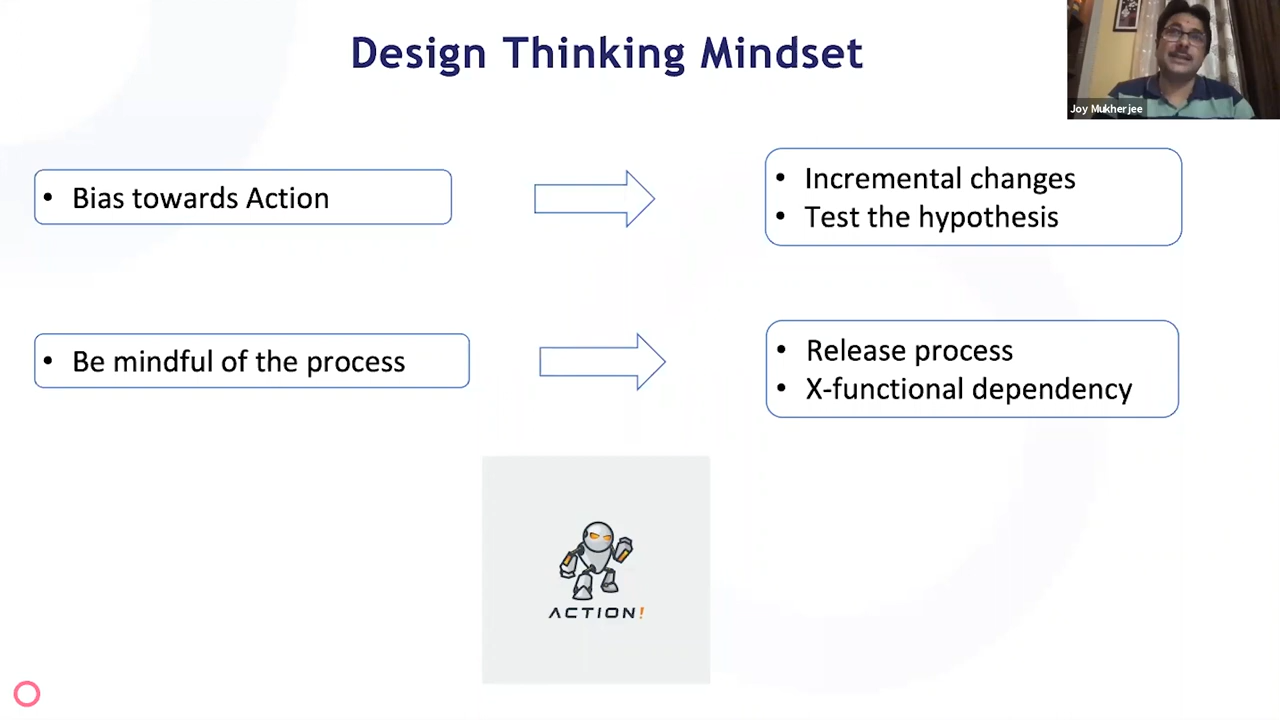 Design Thinking Mindset
Joy Mukherjee
• Bias towards Action
• Incremental changes
• Test the hypothesis
• Be mindful of the process
• Release process
• X-functional dependency
ACTION!